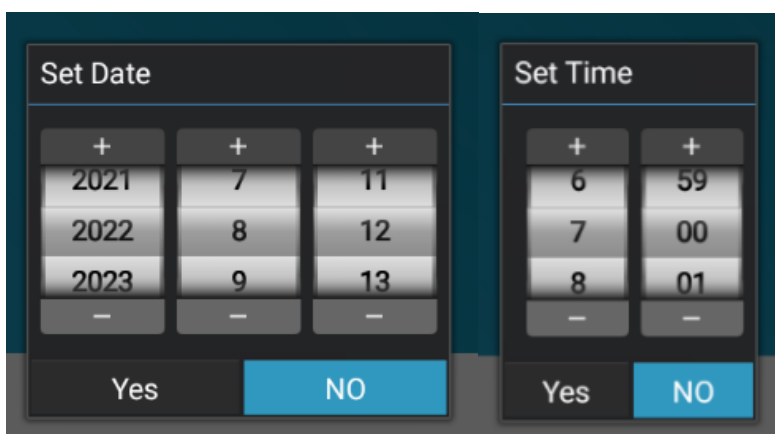 Set Date
+ + +
2021 7 11
2022 8 12
2023 9 13
− − −
Yes NO
Set Time
+ +
6 59
7 00
8 01
− −
Yes NO